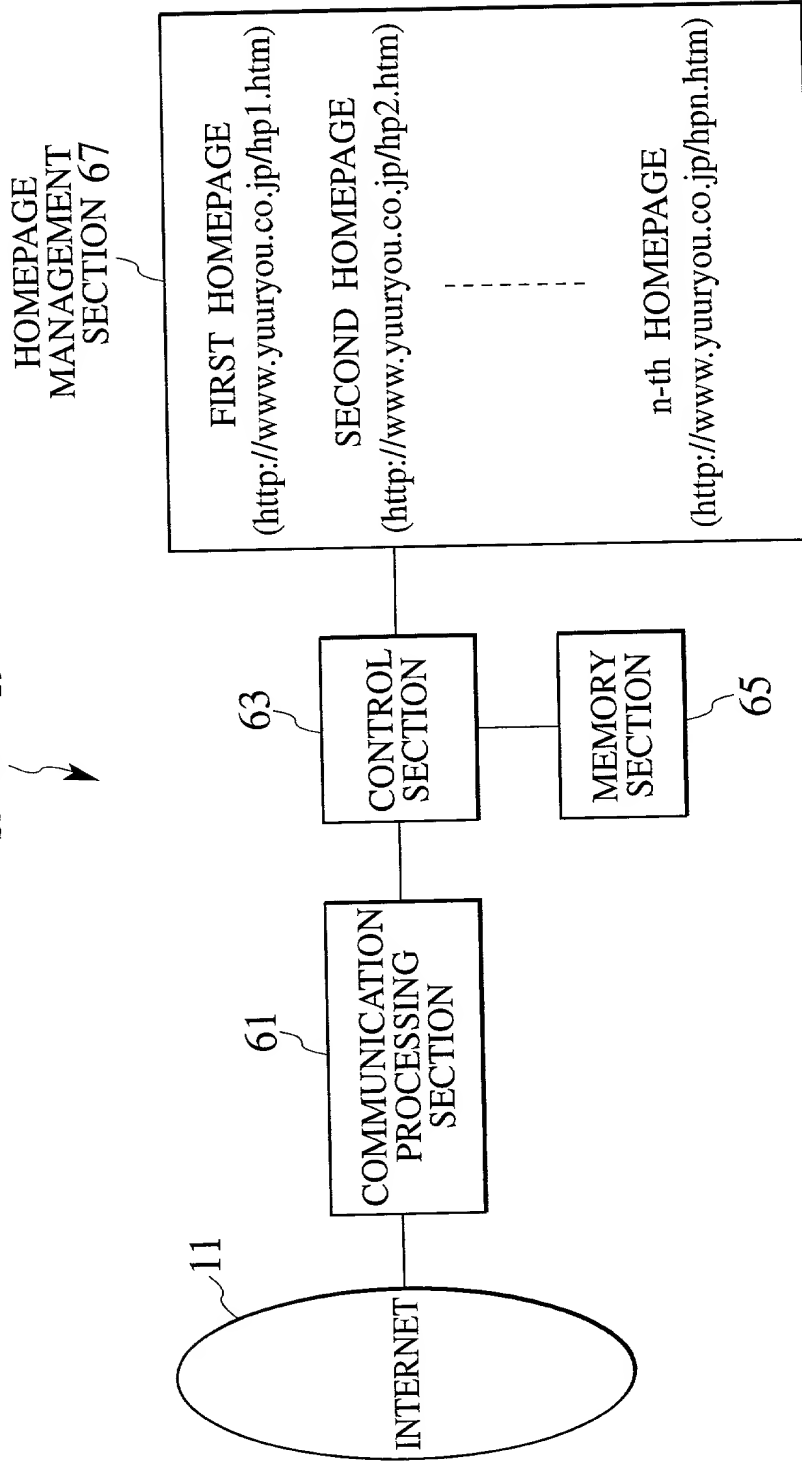 HOMEPAGE
MANAGEMENT
SECTION 67
FIRST HOMEPAGE
(http://www.yuuryou.co.jp/hp1.htm)
SECOND HOMEPAGE
(http://www.yuuryou.co.jp/hp2.htm)
n-th HOMEPAGE
(http://www.yuuryou.co.jp/hpn.htm)
63
CONTROL
SECTION
MEMORY
SECTION
65
61
COMMUNICATION
PROCESSING
SECTION
11
INTERNET